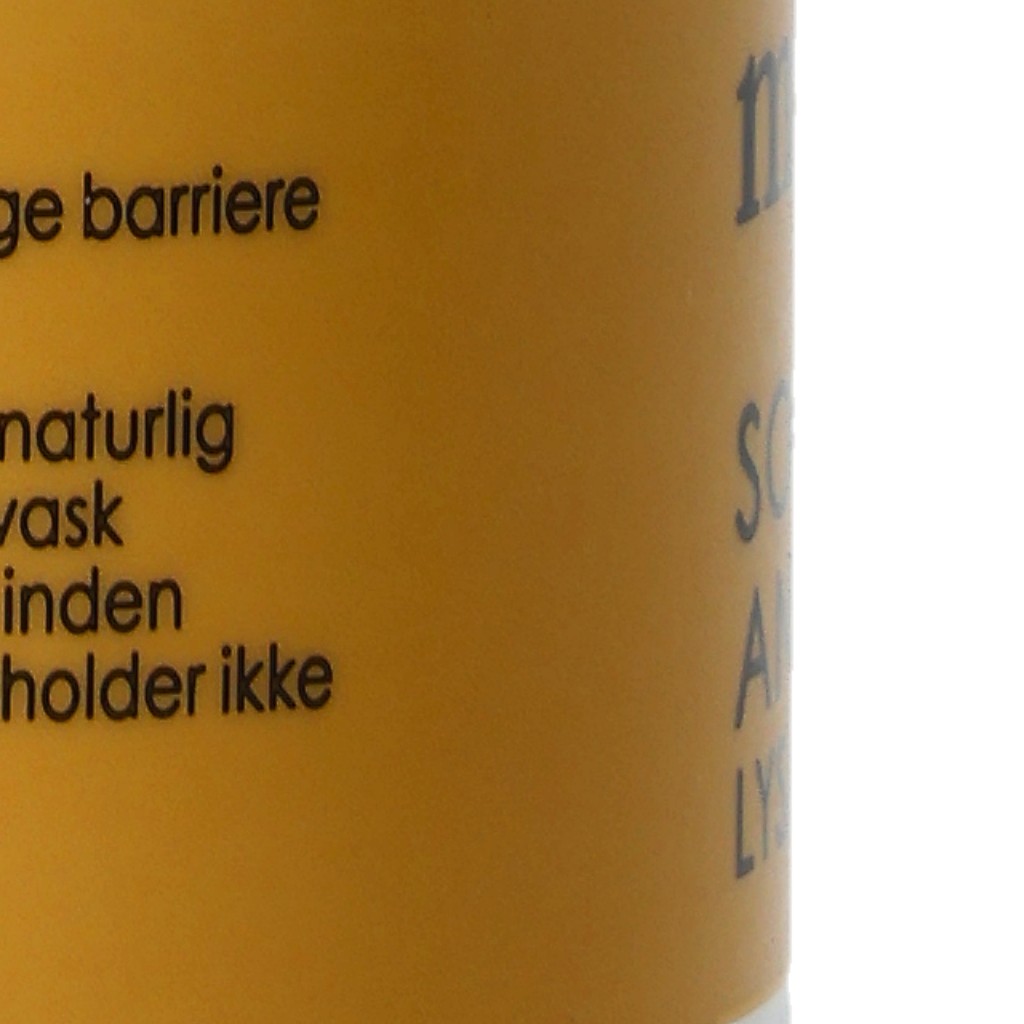 ge barriere
naturlig
vask
inden
holder ikke